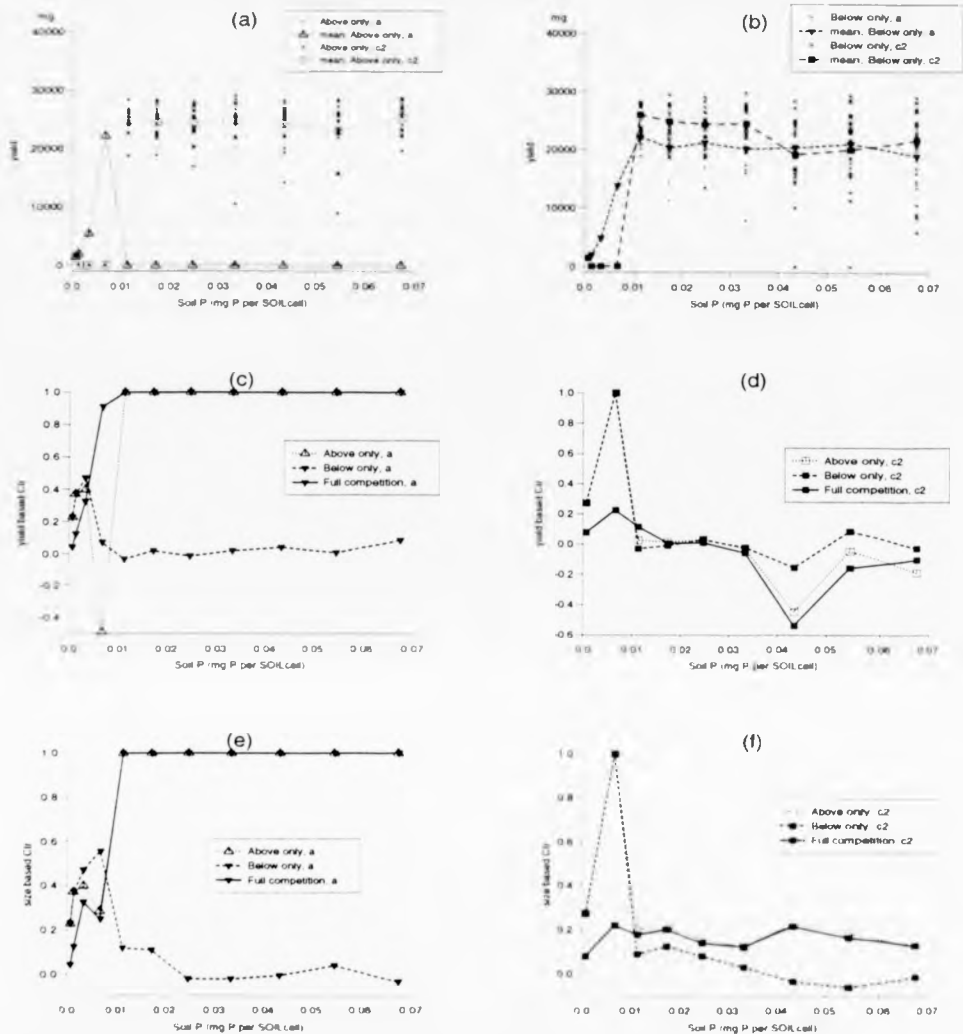 (a)
mg.
40000
30000
20000
10000
0
yield
Above only, a
mean, Above only, a
Above only, c2
mean, Above only, c2
0.0 0.01 0.02 0.03 0.04 0.05 0.06 0.07
Soil P (mg P per SOILcell)
(b)
mg
40000
30000
20000
10000
0
yield
Below only, a
mean, Below only, a
Below only, c2
mean, Below only, c2
0.0 0.01 0.02 0.03 0.04 0.05 0.06 0.07
Soil P (mg P per SOILcell)
(c)
1.0
0.8
0.6
0.4
0.2
0.0
-0.2
-0.4
yield based CIr
Above only, a
Below only, a
Full competition, a
0.0 0.01 0.02 0.03 0.04 0.05 0.06 0.07
Soil P (mg P per SOILcell)
(d)
1.0
0.8
0.6
0.4
0.2
0.0
-0.2
-0.4
-0.6
yield based CIr
Above only, c2
Below only, c2
Full competition, c2
0.0 0.01 0.02 0.03 0.04 0.05 0.06 0.07
Soil P (mg P per SOILcell)
(e)
1.0
0.8
0.6
0.4
0.2
0.0
size based CIr
Above only, a
Below only, a
Full competition, a
0.0 0.01 0.02 0.03 0.04 0.05 0.06 0.07
Soil P (mg P per SOILcell)
(f)
1.0
0.8
0.6
0.4
0.2
0.0
size based CIr
Above only, c2
Below only, c2
Full competition, c2
0.0 0.01 0.02 0.03 0.04 0.05 0.06 0.07
Soil P (mg P per SOILcell)